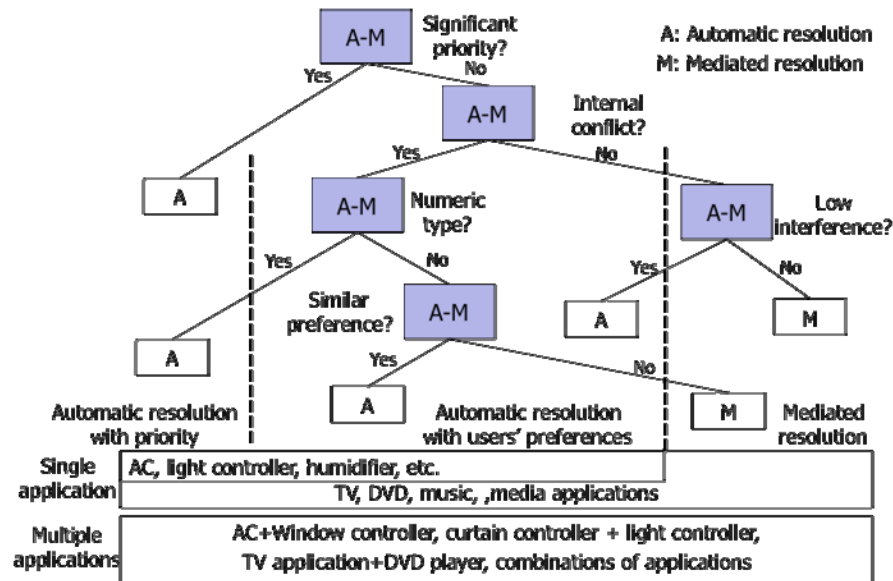 Significant
priority?
A-M
A: Automatic resolution
M: Mediated resolution
Yes
No
A-M
Internal
conflict?
Yes
No
A
A-M
Numeric
type?
A-M
Low
interference?
Yes
No
Yes
No
Similar
preference?
A-M
A
M
A
Yes
No
A
M
Automatic resolution
with priority
Automatic resolution
with users' preferences
Mediated
resolution
Single
application
AC, light controller, humidifier, etc.
TV, DVD, music, ,media applications
Multiple
applications
AC+Window controller, curtain controller + light controller,
TV application+DVD player, combinations of applications